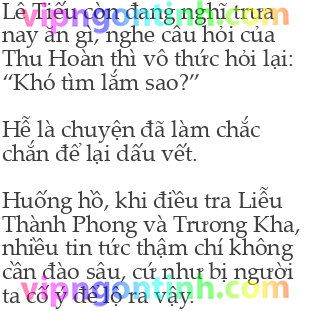 Lê Tiếu còn đang nghĩ trưa
nay ăn gì, nghe câu hỏi của
Thu Hoàn thì vô thức hỏi lại:
“Khó tìm lắm sao?”
Hễ là chuyện đã làm chắc
chắn để lại dấu vết.
Huống hồ, khi điều tra Liễu
Thành Phong và Trương Kha,
nhiều tin tức thậm chí không
cần đào sâu, cứ như bị người
ta cố ý để lộ ra vậy.
vipngontinh.com
vipngontinh.com